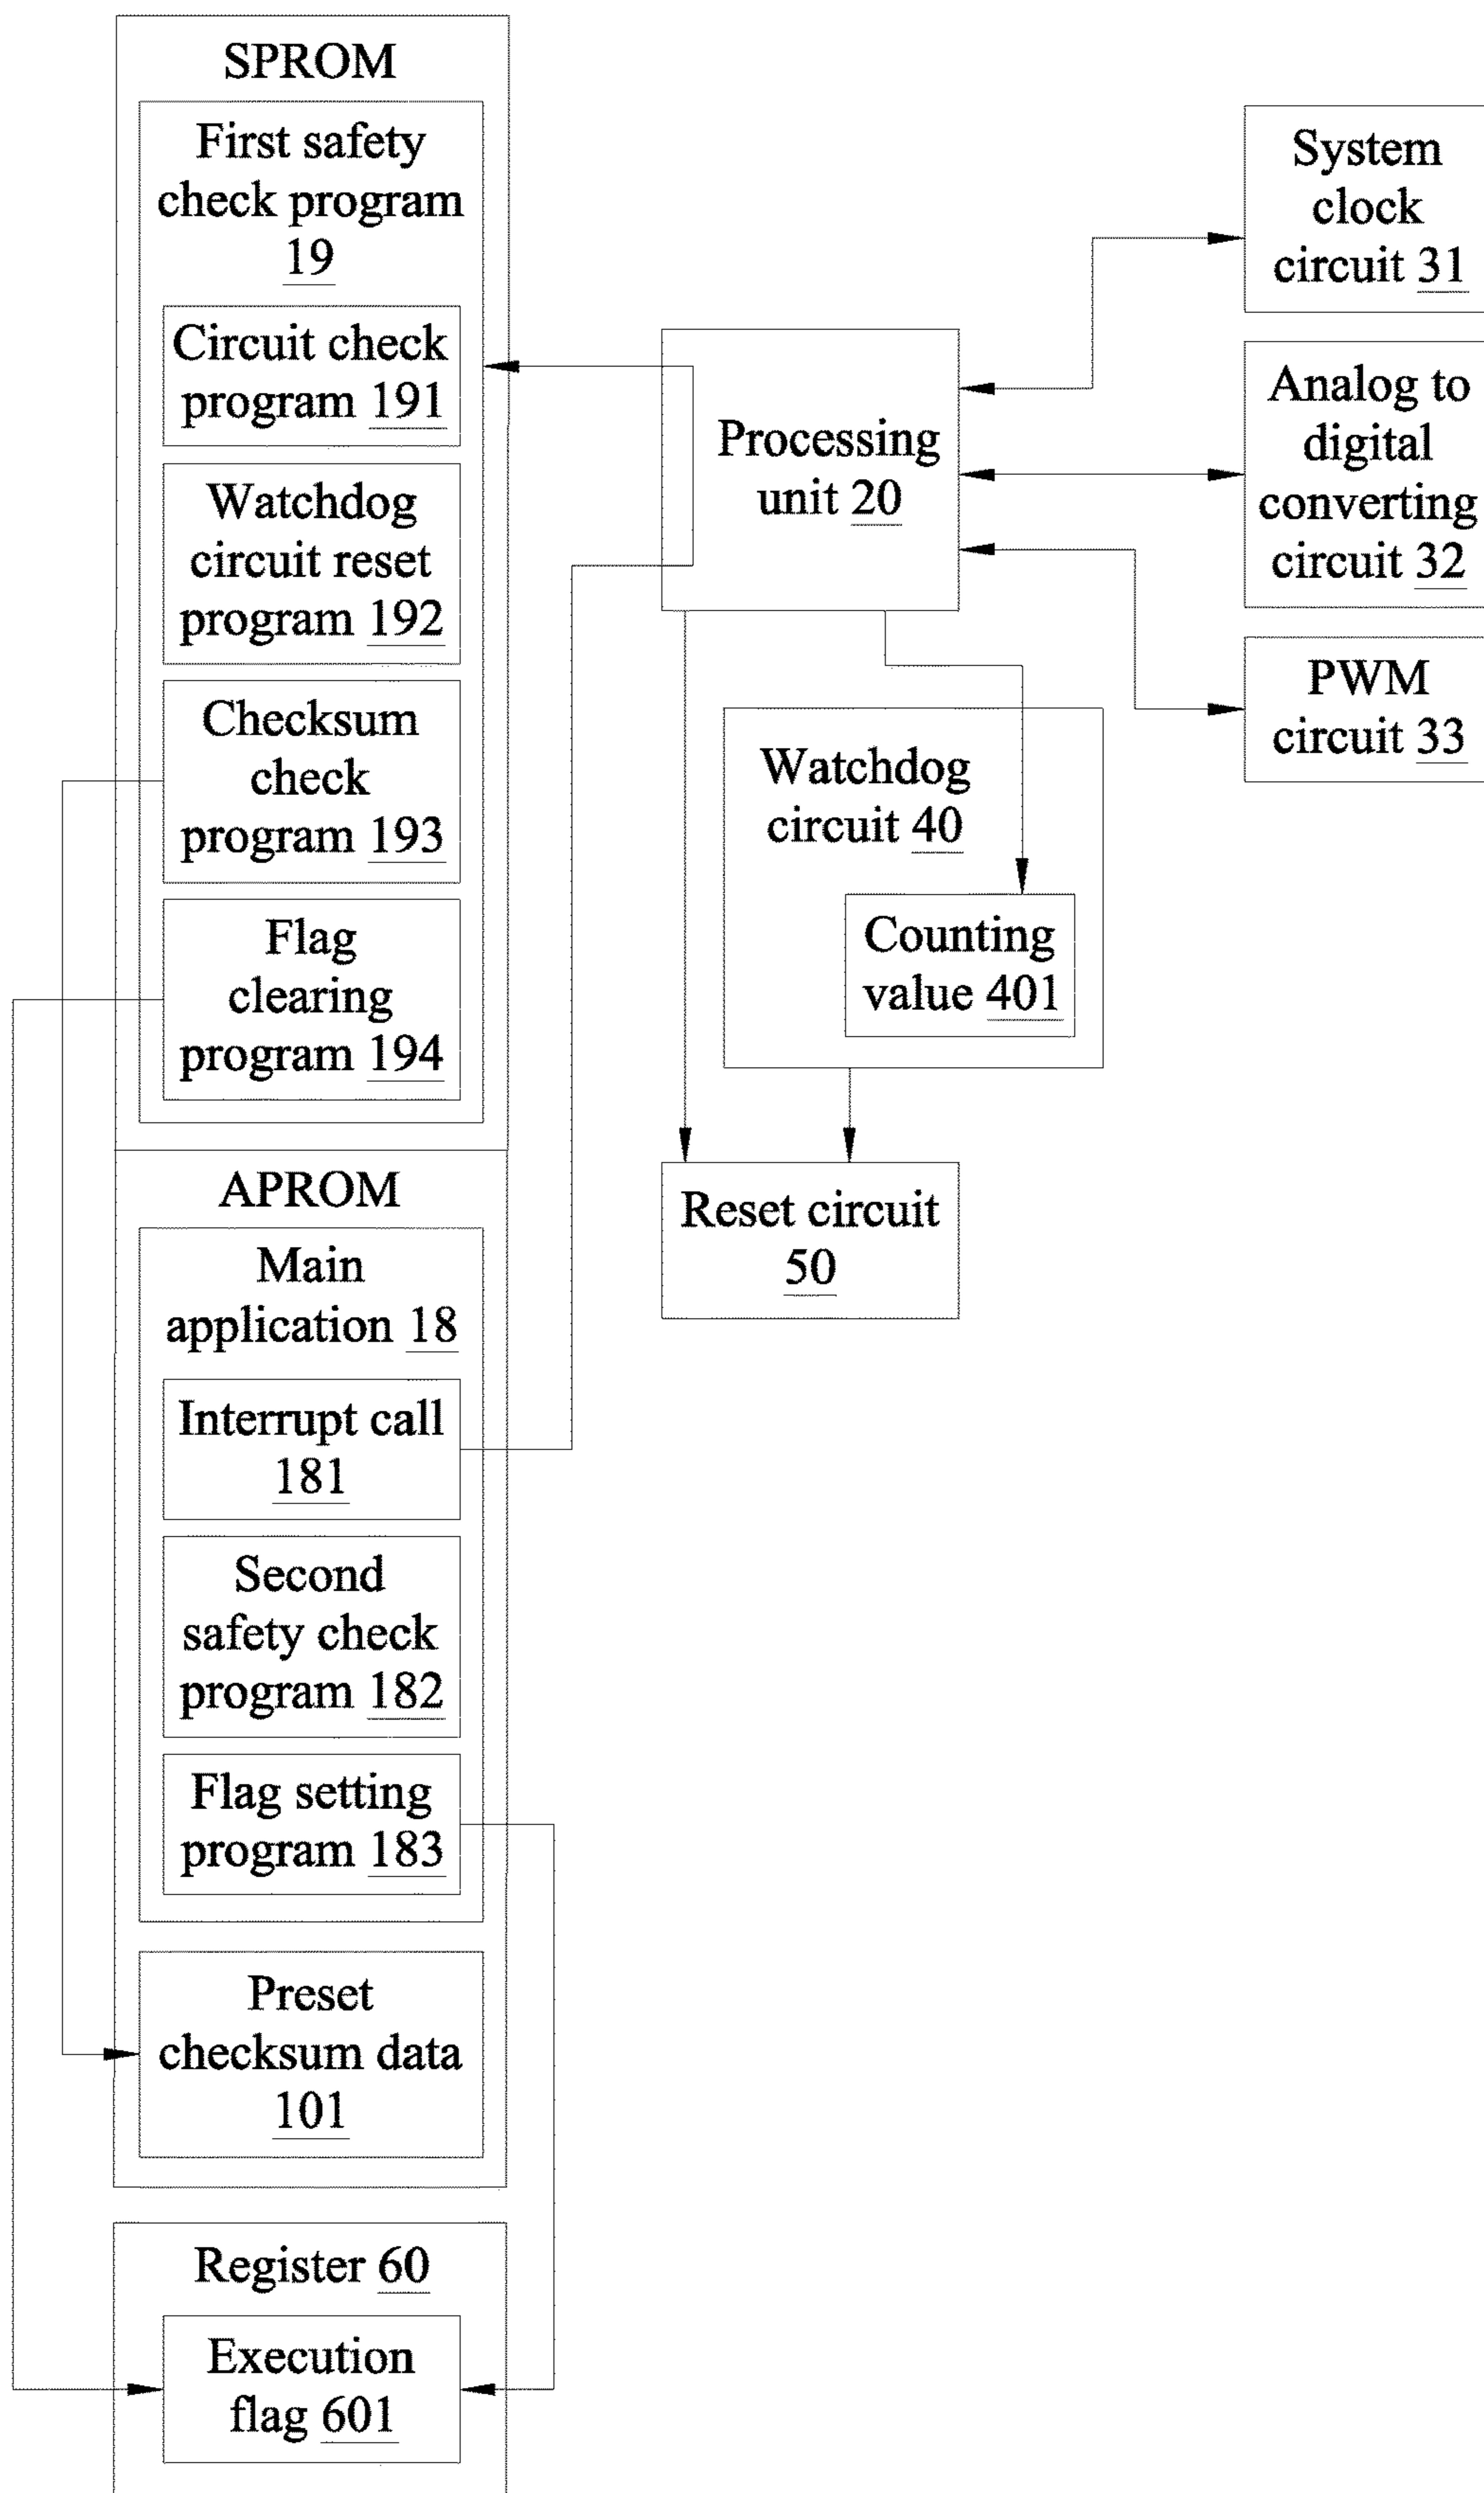 SPROM
First safety
check program
19
Circuit check
program 191
Watchdog
circuit reset
program 192
Checksum
check
program 193
Flag
clearing
program 194
APROM
Main
application 18
Interrupt call
181
Second
safety check
program 182
Flag setting
program 183
Preset
checksum data
101
Register 60
Execution
flag 601
Processing
unit 20
Watchdog
circuit 40
Counting
value 401
Reset circuit
50
System
clock
circuit 31
Analog to
digital
converting
circuit 32
PWM
circuit 33